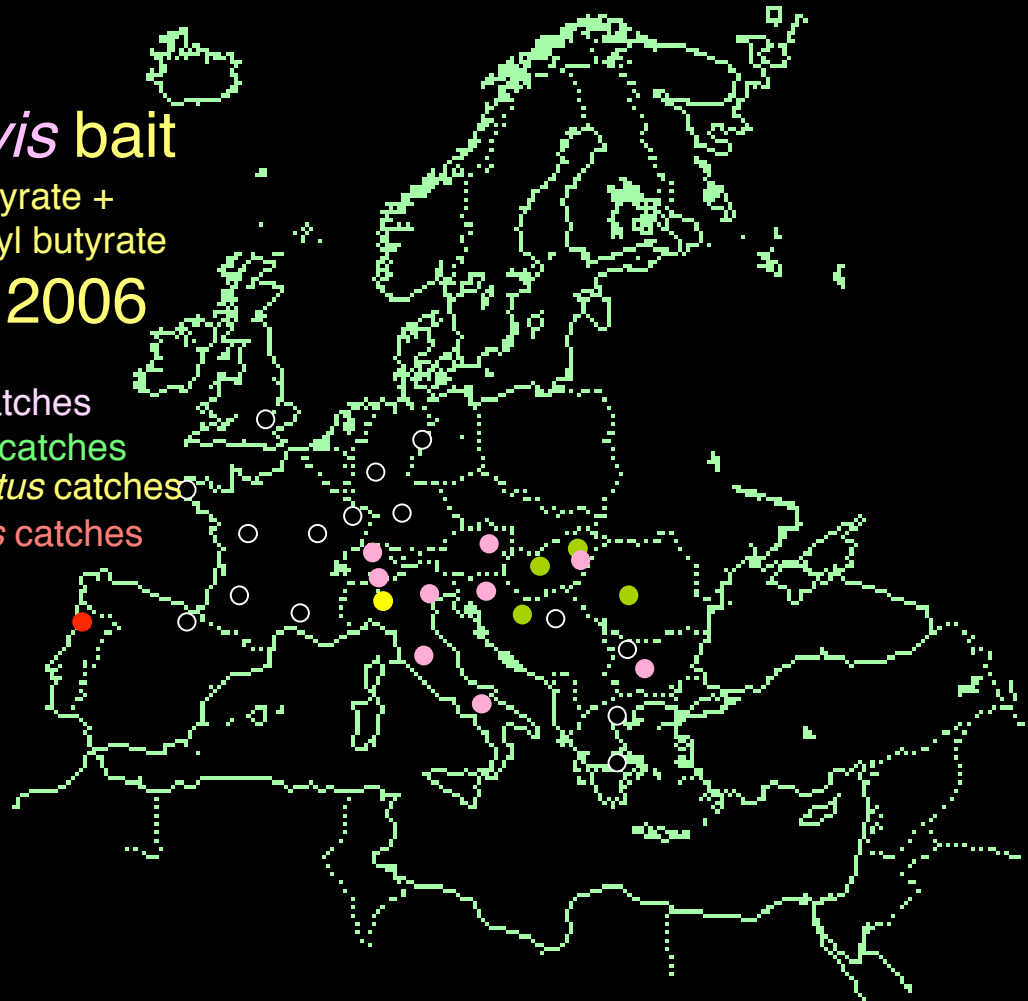 vis bait
yrate +
yl butyrate
2006
atches
catches
tus catches
s catches